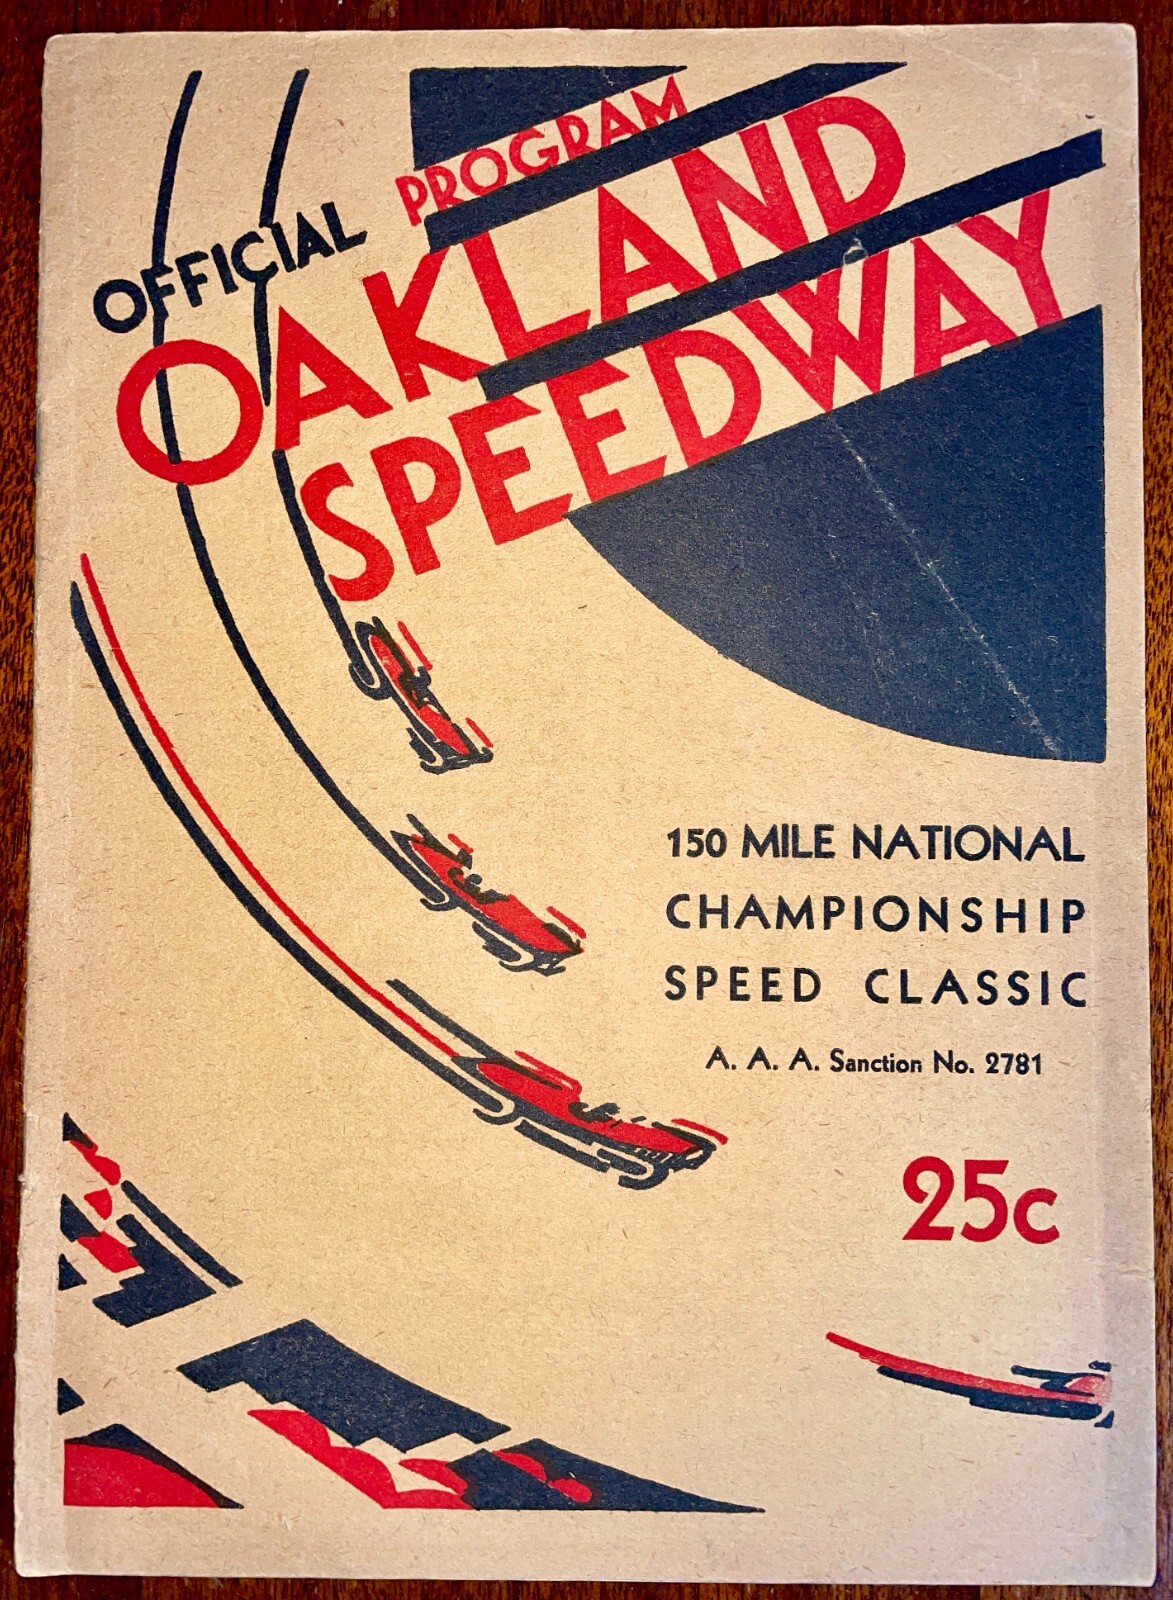 OFFICIAL PROGRAM
OAKLAND
SPEEDWAY
150 MILE NATIONAL
CHAMPIONSHIP
SPEED CLASSIC
A. A. A. Sanction No. 2781
25c